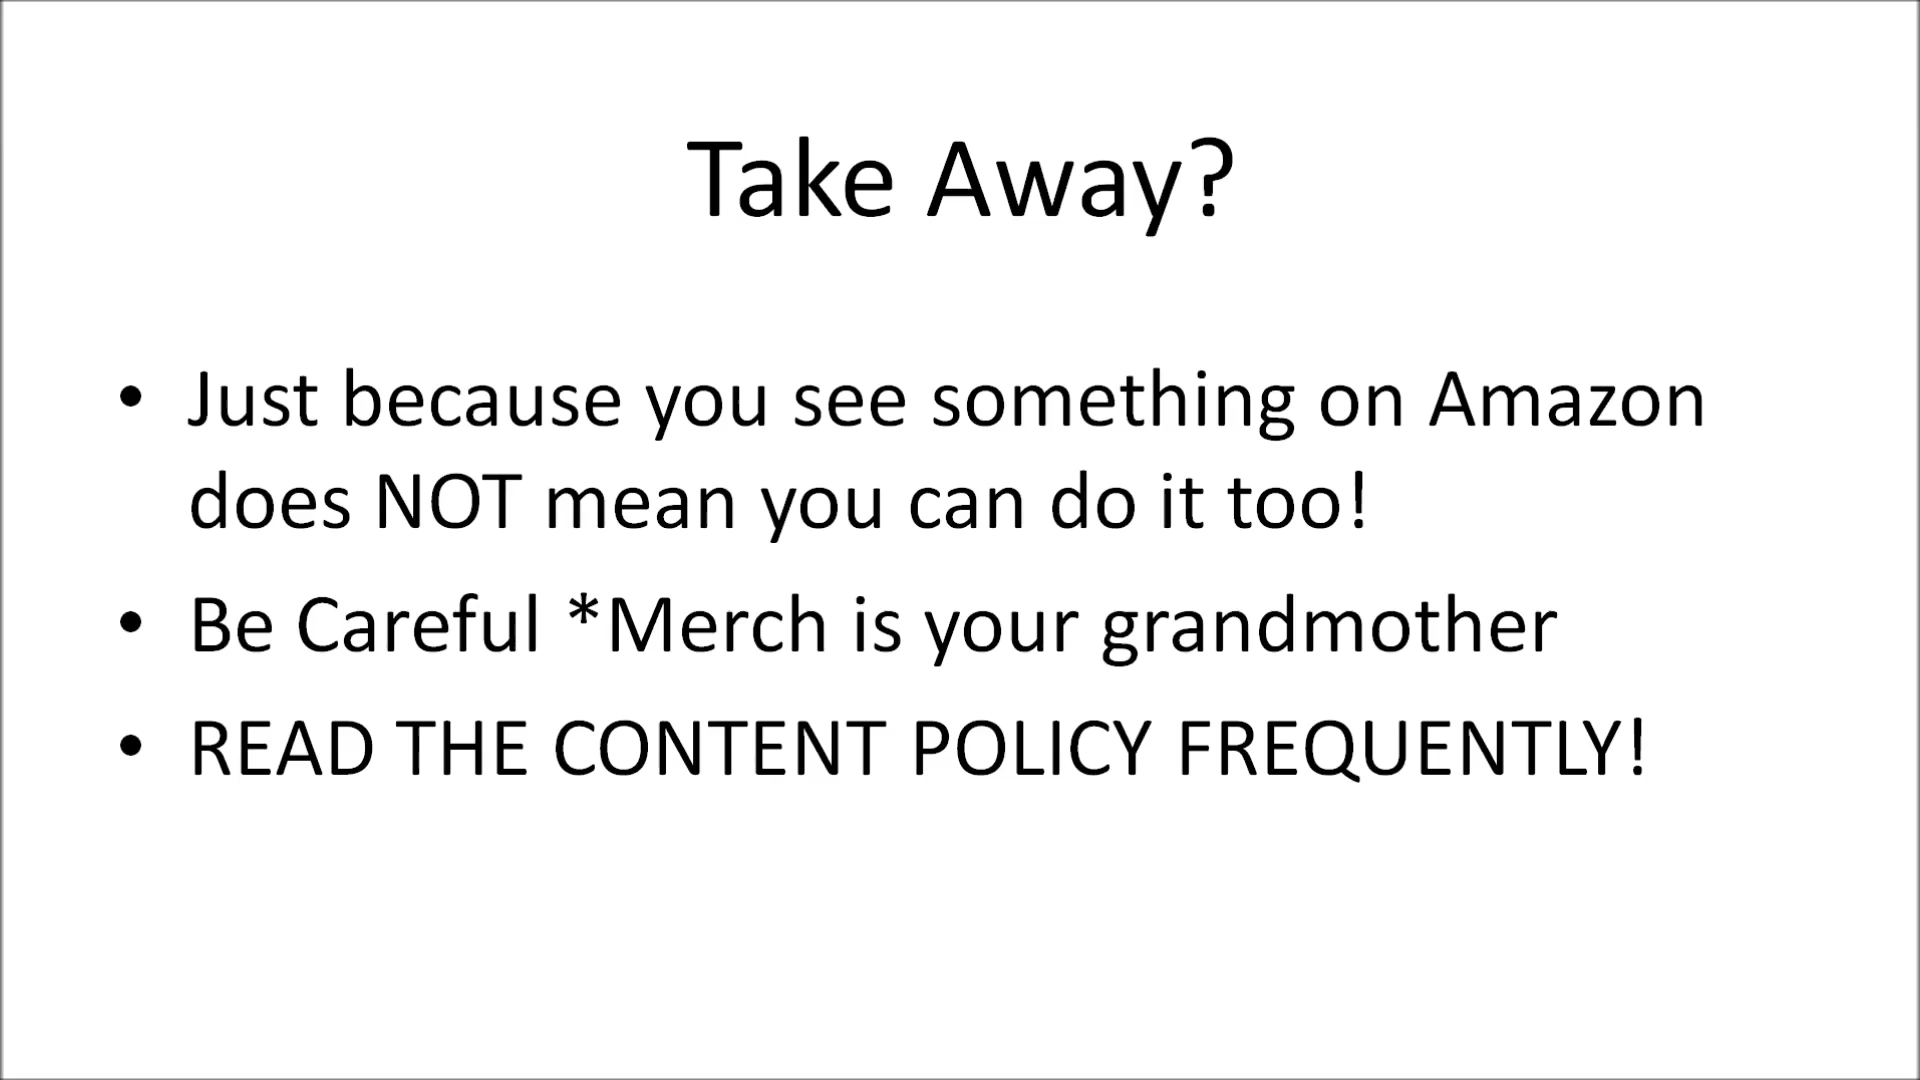 Take Away?
• Just because you see something on Amazon
does NOT mean you can do it too!
• Be Careful *Merch is your grandmother
• READ THE CONTENT POLICY FREQUENTLY!